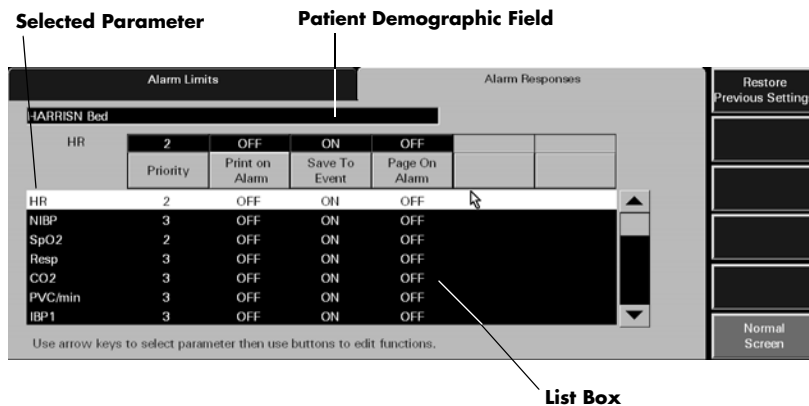 Selected Parameter
Patient Demographic Field
Alarm Limits
Alarm Responses
Restore
Previous Setting
HARRISN Bed
HR 2 OFF ON OFF
Priority Print on Alarm Save To Event Page On Alarm
HR 2 OFF ON OFF
NIBP 3 OFF ON OFF
SpO2 2 OFF ON OFF
Resp 3 OFF ON OFF
CO2 3 OFF ON OFF
PVC/min 3 OFF ON OFF
IBP1 3 OFF ON OFF
Use arrow keys to select parameter then use buttons to edit functions.
Normal
Screen
List Box